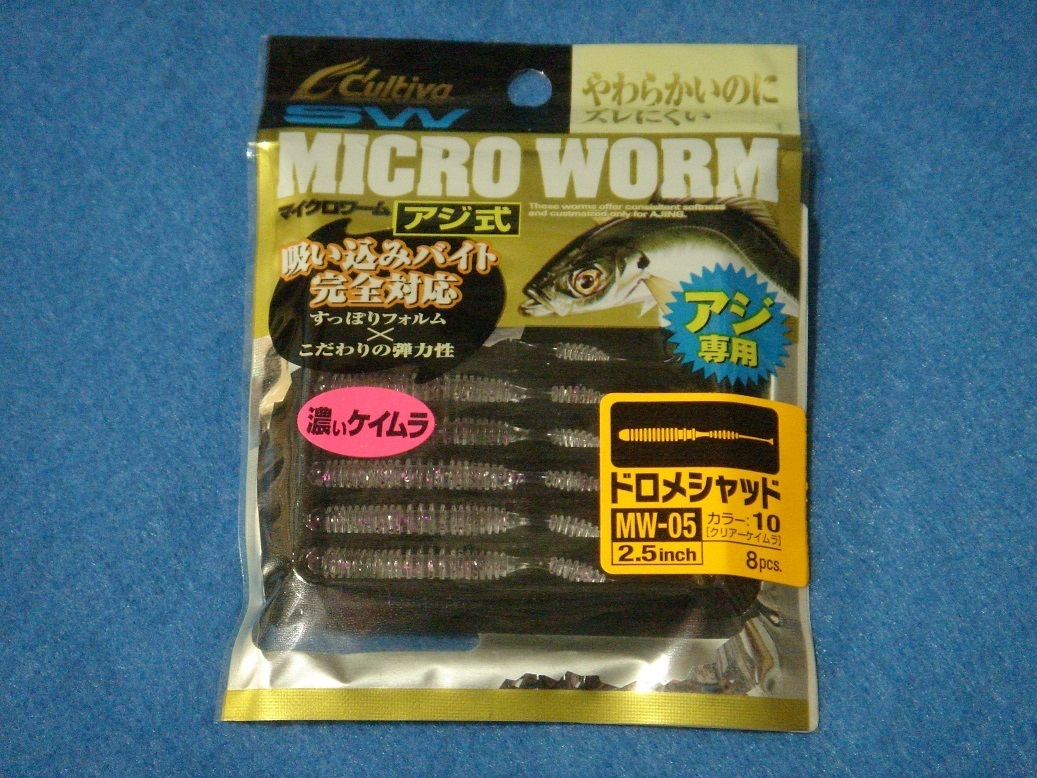 Cultiva
SW
やわらかいのに
ズレにくい
MICRO WORM
マイクロワーム
アジ式
These worms offer consistent softness
and custmaized only for AJING.
吸い込みバイト
完全対応
すっぽりフォルム
×
こだわりの弾力性
アジ
専用
濃いケイムラ
ドロメシャッド
MW-05
カラー:10
[クリアーケイムラ]
2.5inch
8pcs.